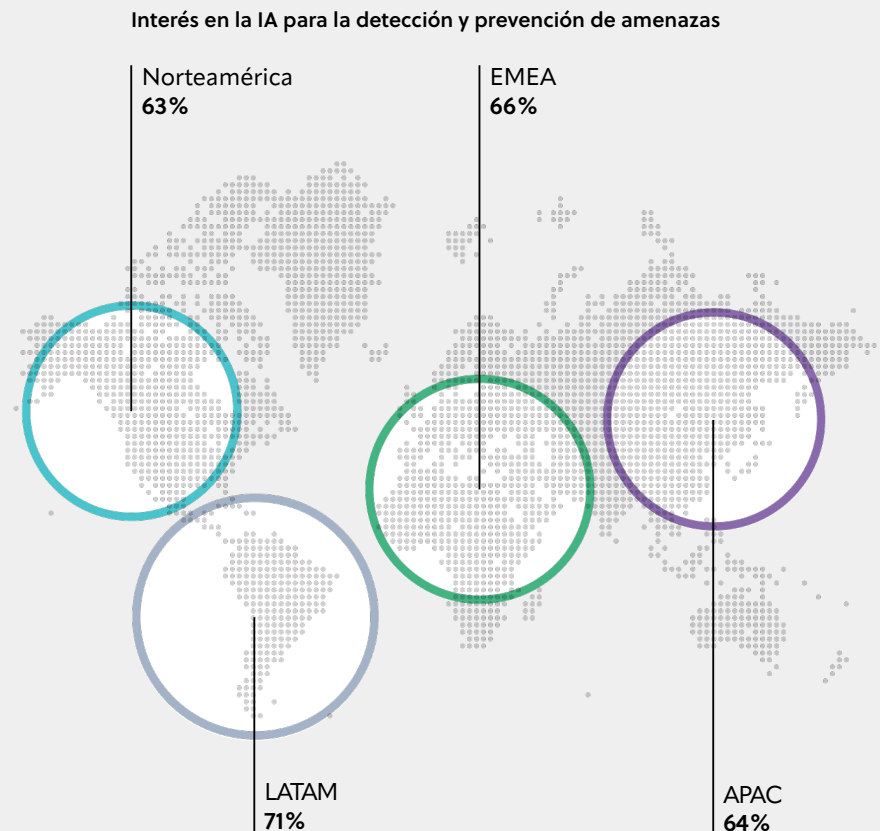 Interés en la IA para la detección y prevención de amenazas
Norteamérica
63%
EMEA
66%
LATAM
71%
APAC
64%